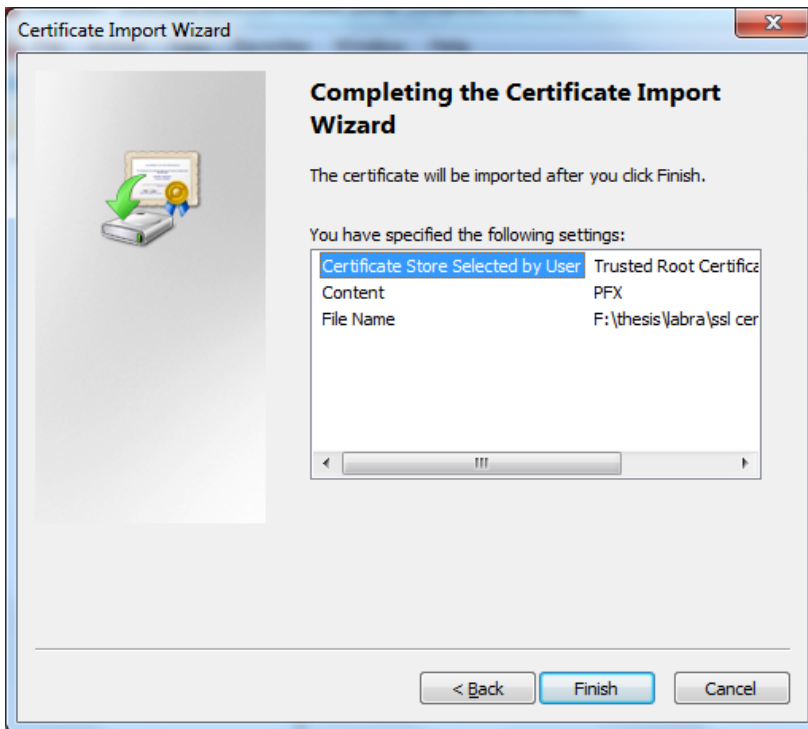 Certificate Import Wizard
Completing the Certificate Import
Wizard
The certificate will be imported after you click Finish.
You have specified the following settings:
Certificate Store Selected by User Trusted Root Certifica
Content PFX
File Name F:\thesis\labra\ssl cer
< Back Finish Cancel